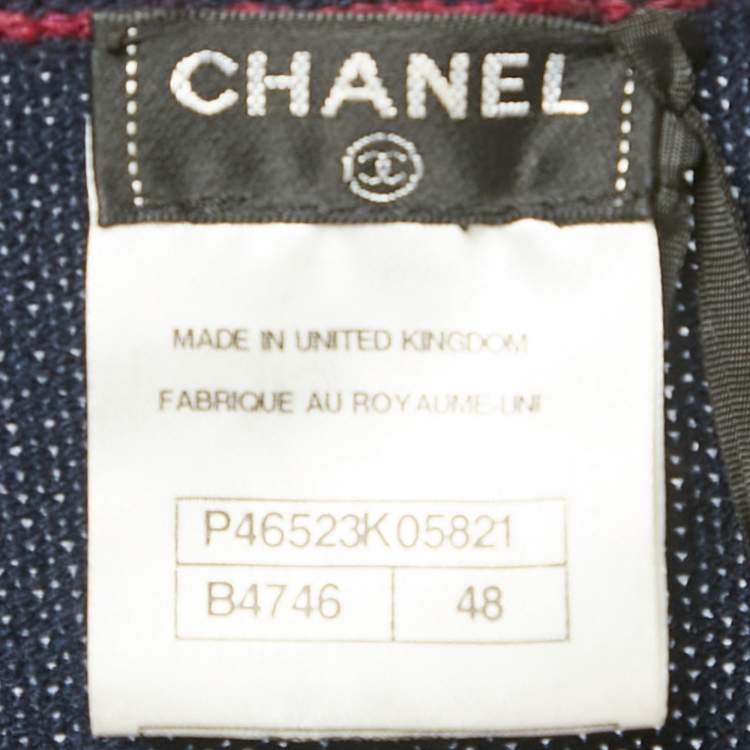 CHANEL
MADE IN UNITED KINGDOM
FABRIQUE AU ROYAUME-UNI
P46523K05821
B4746 48